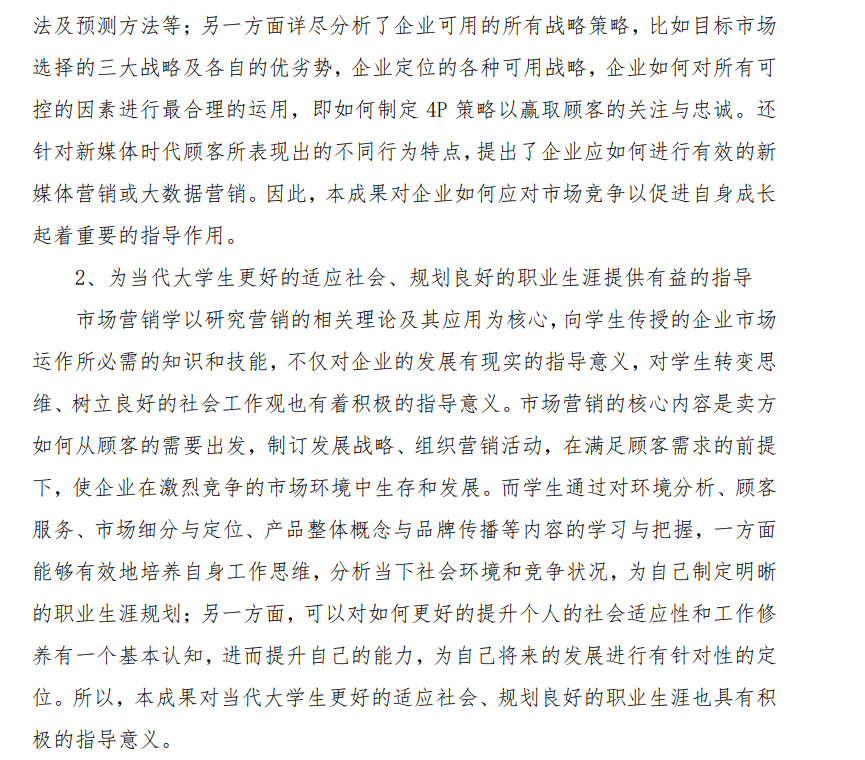 法及预测方法等；另一方面详尽分析了企业可用的所有战略策略，比如目标市场
选择的三大战略及各自的优劣势，企业定位的各种可用战略，企业如何对所有可
控的因素进行最合理的运用，即如何制定 4P 策略以赢取顾客的关注与忠诚。还
针对新媒体时代顾客所表现出的不同行为特点，提出了企业应如何进行有效的新
媒体营销或大数据营销。因此，本成果对企业如何应对市场竞争以促进自身成长
起着重要的指导作用。
2、为当代大学生更好的适应社会、规划良好的职业生涯提供有益的指导
市场营销学以研究营销的相关理论及其应用为核心，向学生传授的企业市场
运作所必需的知识和技能，不仅对企业的发展有现实的指导意义，对学生转变思
维、树立良好的社会工作观也有着积极的指导意义。市场营销的核心内容是卖方
如何从顾客的需要出发，制订发展战略、组织营销活动，在满足顾客需求的前提
下，使企业在激烈竞争的市场环境中生存和发展。而学生通过对环境分析、顾客
服务、市场细分与定位、产品整体概念与品牌传播等内容的学习与把握，一方面
能够有效地培养自身工作思维，分析当下社会环境和竞争状况，为自己制定明晰
的职业生涯规划；另一方面，可以对如何更好的提升个人的社会适应性和工作修
养有一个基本认知，进而提升自己的能力，为自己将来的发展进行有针对性的定
位。所以，本成果对当代大学生更好的适应社会、规划良好的职业生涯也具有积
极的指导意义。